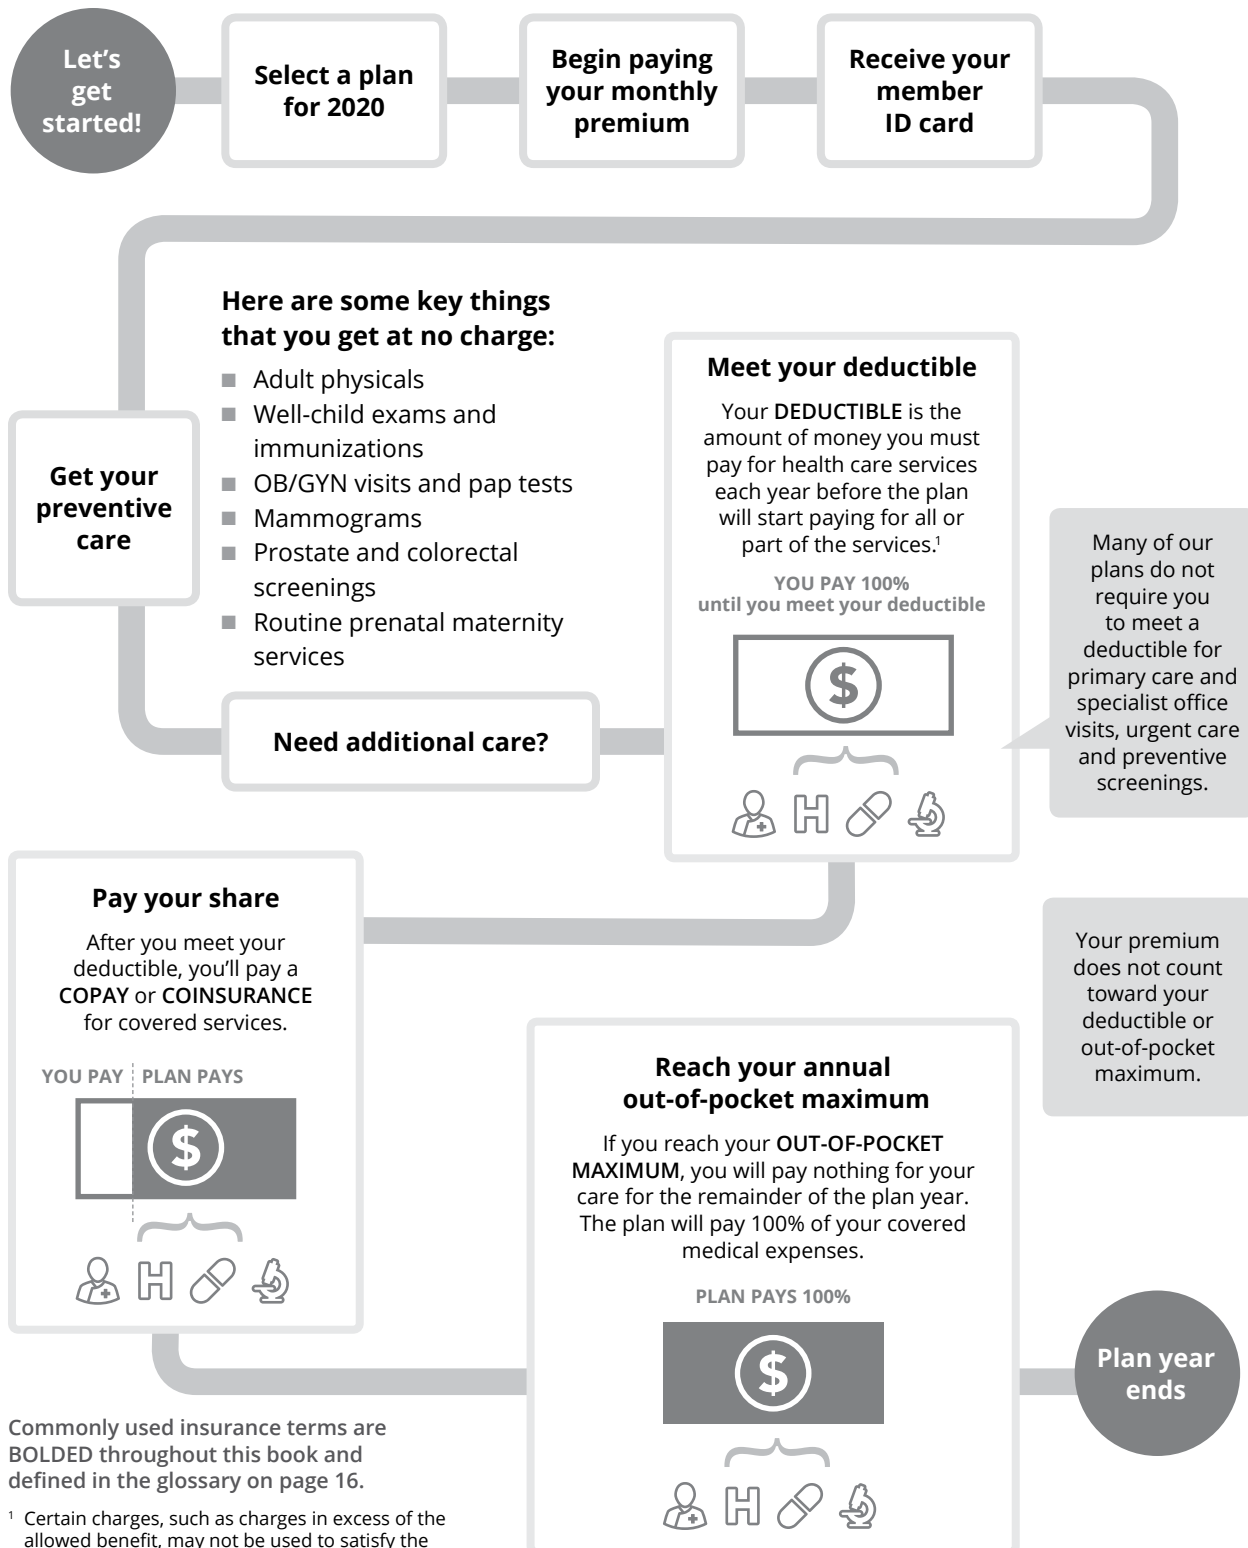 Let's
get
started!
Select a plan
for 2020
Begin paying
your monthly
premium
Receive your
member
ID card
Get your
preventive
care
Here are some key things
that you get at no charge:
■ Adult physicals
■ Well-child exams and
immunizations
■ OB/GYN visits and pap tests
■ Mammograms
■ Prostate and colorectal
screenings
■ Routine prenatal maternity
services
Need additional care?
Meet your deductible
Your DEDUCTIBLE is the
amount of money you must
pay for health care services
each year before the plan
will start paying for all or
part of the services.¹
YOU PAY 100%
until you meet your deductible
$
H
Many of our
plans do not
require you
to meet a
deductible for
primary care and
specialist office
visits, urgent care
and preventive
screenings.
Pay your share
After you meet your
deductible, you'll pay a
COPAY or COINSURANCE
for covered services.
YOU PAY PLAN PAYS
$
H
Your premium
does not count
toward your
deductible or
out-of-pocket
maximum.
Reach your annual
out-of-pocket maximum
If you reach your OUT-OF-POCKET
MAXIMUM, you will pay nothing for your
care for the remainder of the plan year.
The plan will pay 100% of your covered
medical expenses.
PLAN PAYS 100%
$
H
Plan year
ends
Commonly used insurance terms are
BOLDED throughout this book and
defined in the glossary on page 16.
¹ Certain charges, such as charges in excess of the
allowed benefit, may not be used to satisfy the